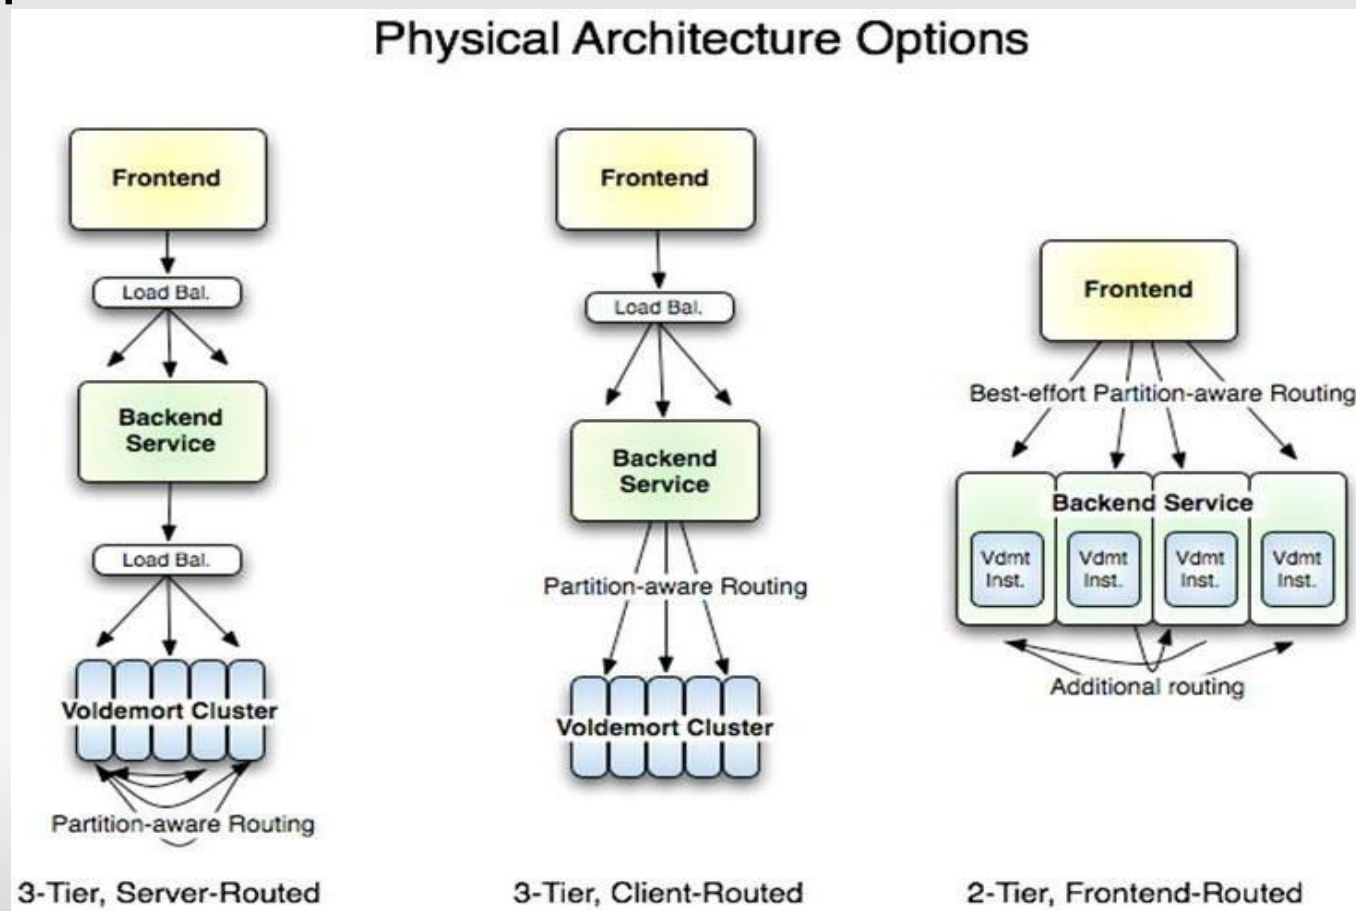 Physical Architecture Options
Frontend
Load Bal.
Backend
Service
Load Bal.
Voldemort Cluster
Partition-aware Routing
3-Tier, Server-Routed
Frontend
Load Bal.
Backend
Service
Partition-aware Routing
Voldemort Cluster
3-Tier, Client-Routed
Frontend
Best-effort Partition-aware Routing
Backend Service
Vdmt
Inst.
Vdmt
Inst.
Vdmt
Inst.
Vdmt
Inst.
Additional routing
2-Tier, Frontend-Routed